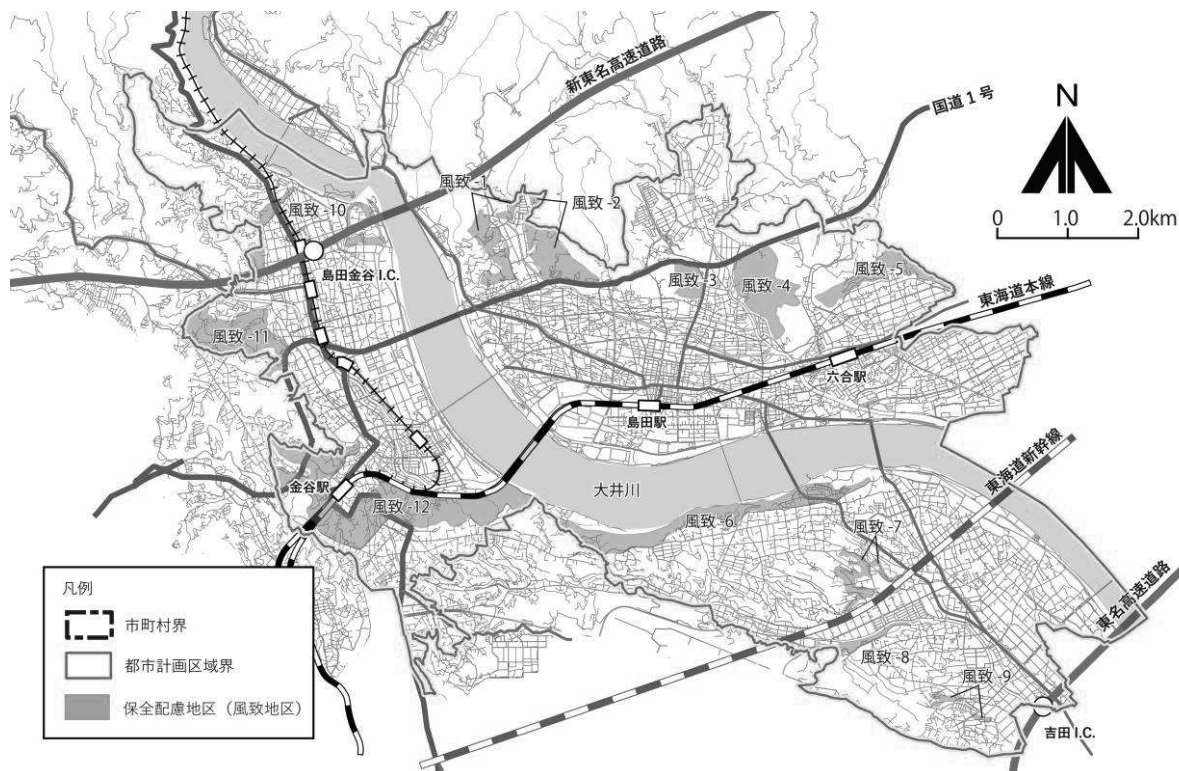 新東名高速道路
国道1号
N
0 1.0 2.0km
風致-1
風致-2
風致-10
島田金谷 I.C.
風致-3
風致-4
風致-5
東海道本線
風致-11
六合駅
島田駅
東海道新幹線
大井川
金谷駅
風致-12
風致-6
風致-7
東名高速道路
風致-8
風致-9
吉田 I.C.
凡例
市町村界
都市計画区域界
保全配慮地区（風致地区）